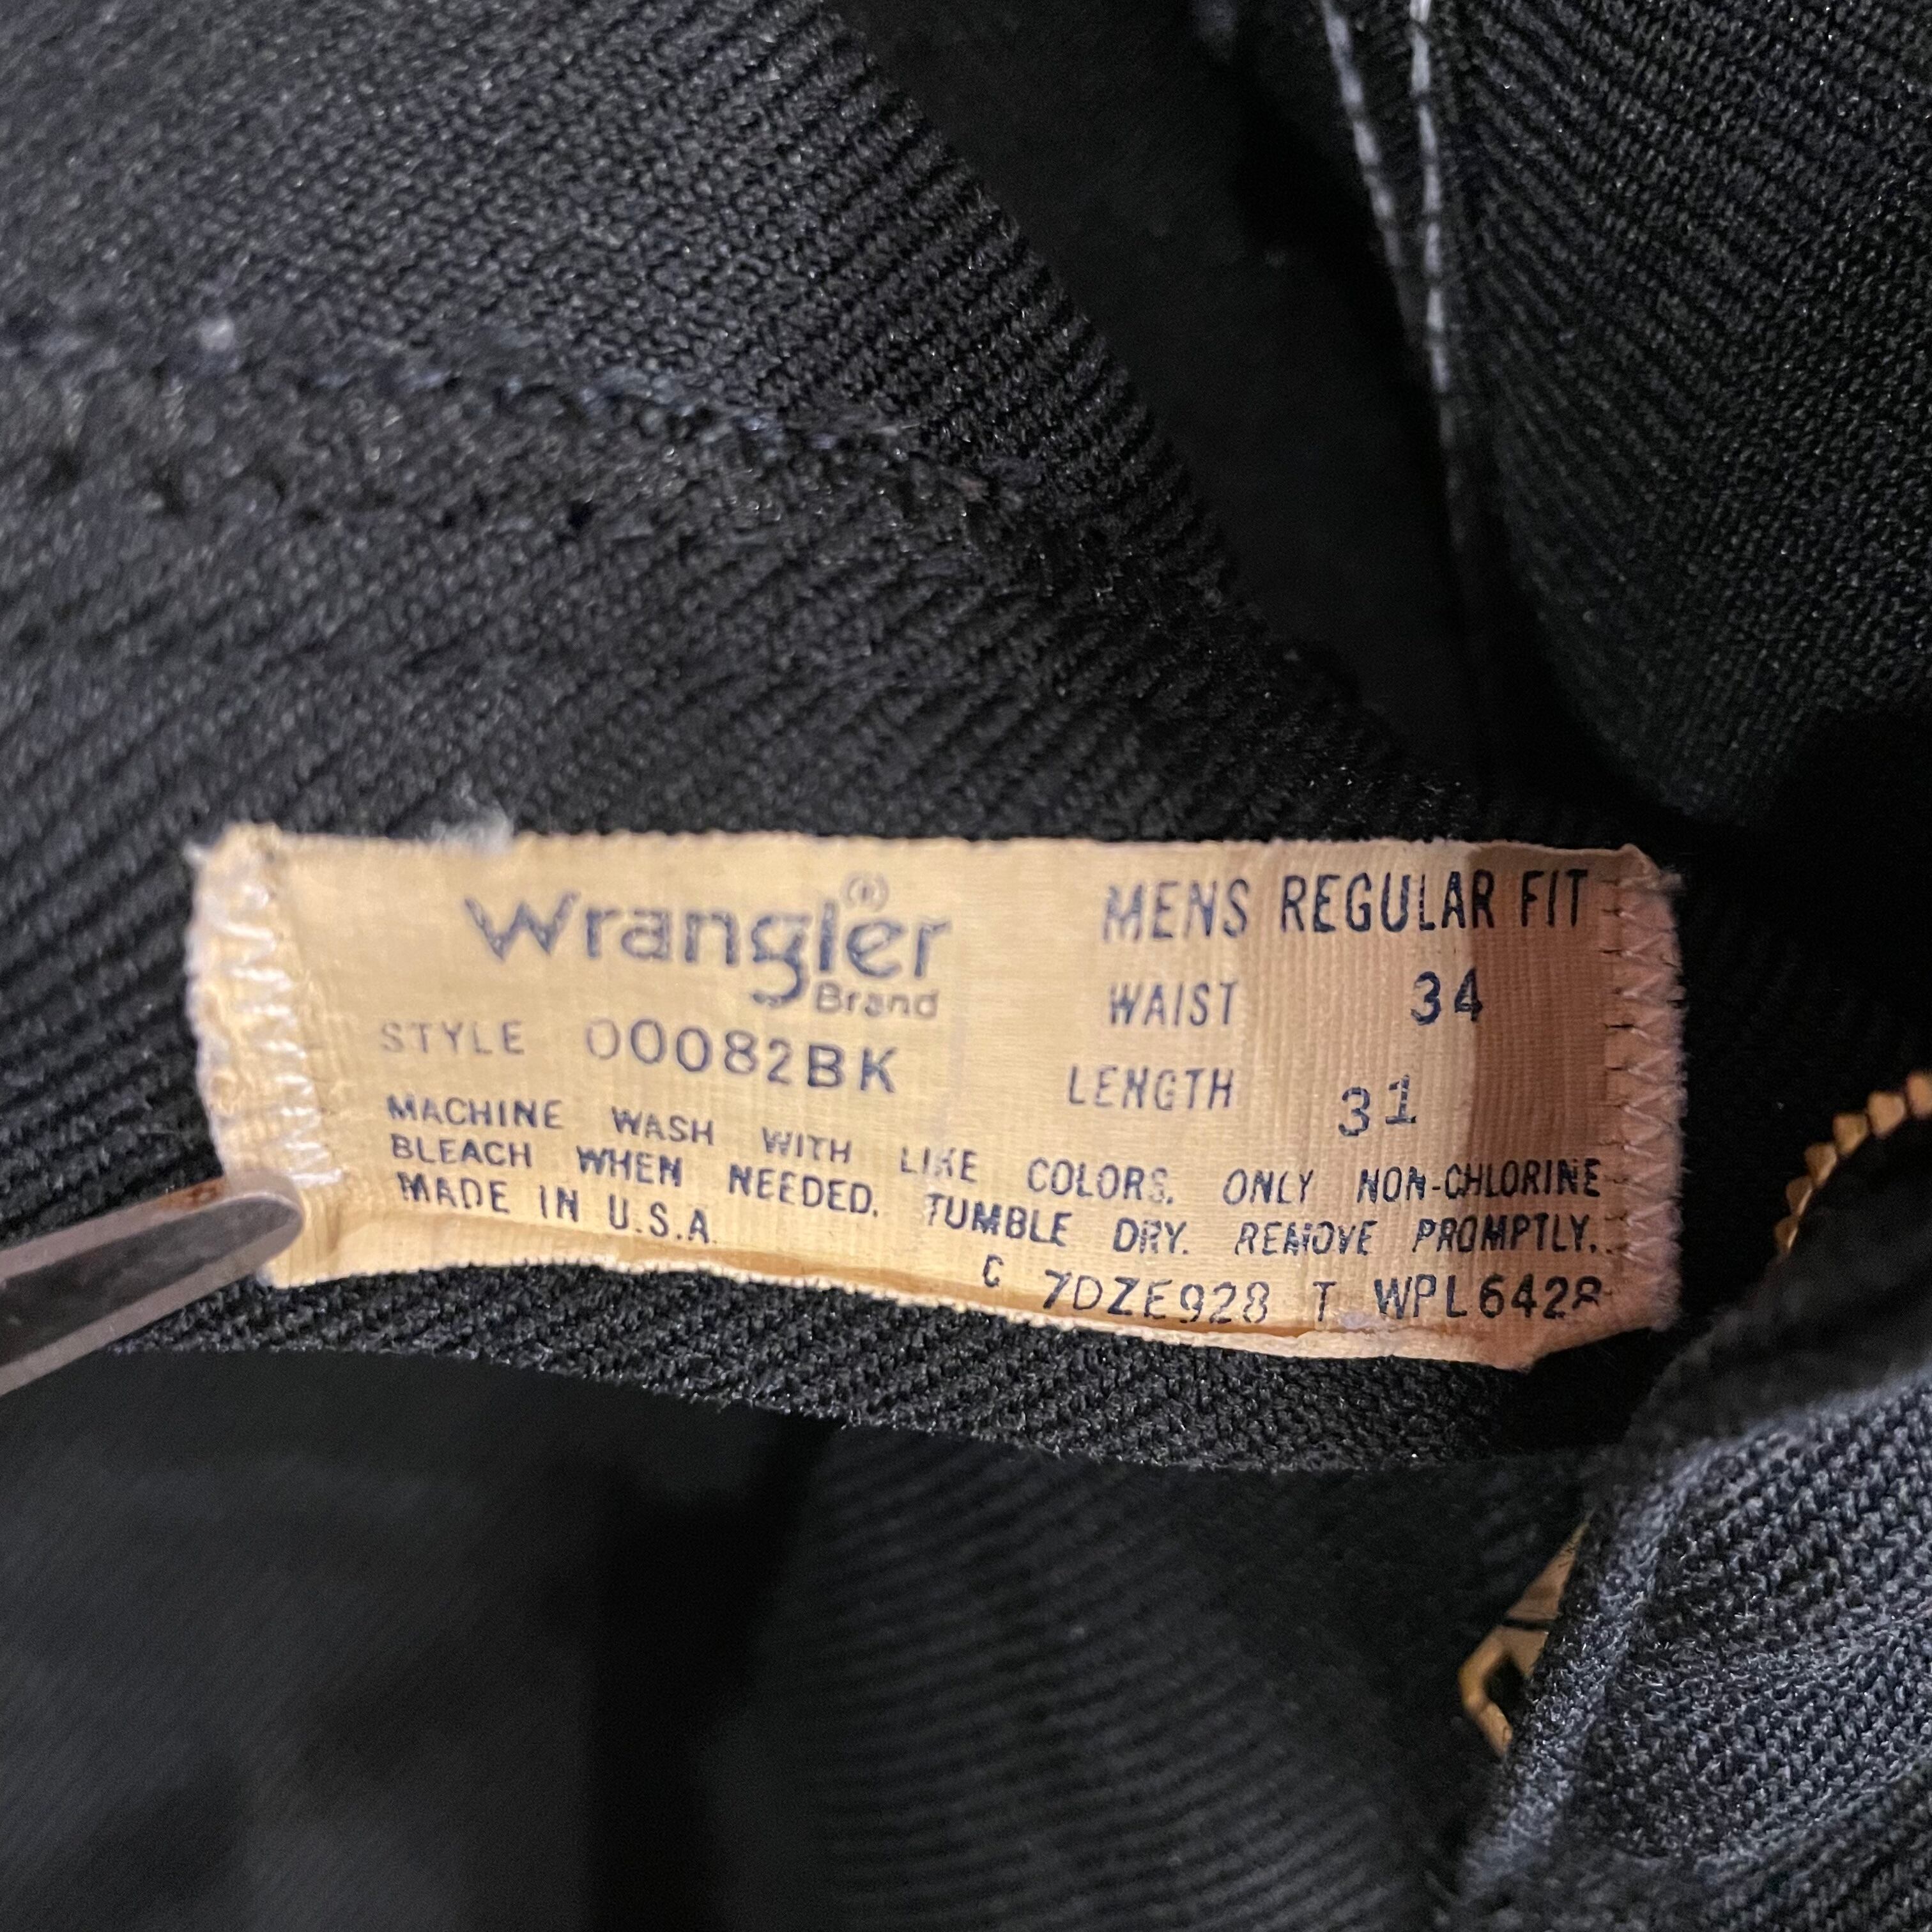 Wrangler®
Brand
STYLE 00082BK
MENS REGULAR FIT
WAIST 34
LENGTH 31
MACHINE WASH WITH LIKE COLORS. ONLY NON-CHLORINE
BLEACH WHEN NEEDED. TUMBLE DRY. REMOVE PROMPTLY.
MADE IN U.S.A.
C 7DZE928 T WPL6428